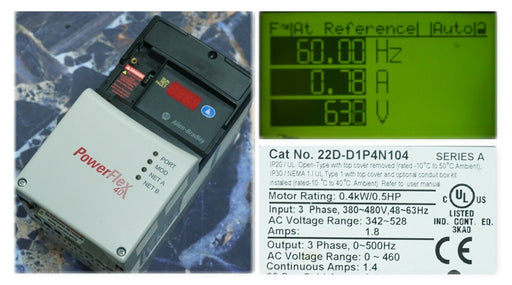 PORT
MOD
NET A
NET B
PowerFlex
40P
Allen-Bradley
At Reference| |Auto|
60.00 Hz
0.78 A
638 V
Cat No. 22D-D1P4N104 SERIES A
IP20 / UL Open-Type with top cover removed (rated -10°C to 50°C Ambient).
IP30 / NEMA 1 / UL Type 1 with top cover and optional conduit box kit
installed (rated -10 °C to 40°C Ambient). Refer to user manual
Motor Rating: 0.4kW/0.5HP
Input: 3 Phase, 380~480V,48~63Hz
AC Voltage Range: 342~528
Amps: 1.8
Output: 3 Phase, 0~500Hz
AC Voltage Range: 0 ~ 460
Continuous Amps: 1.4
C UL US
LISTED
IND. CONT. EQ.
3KA0
CE